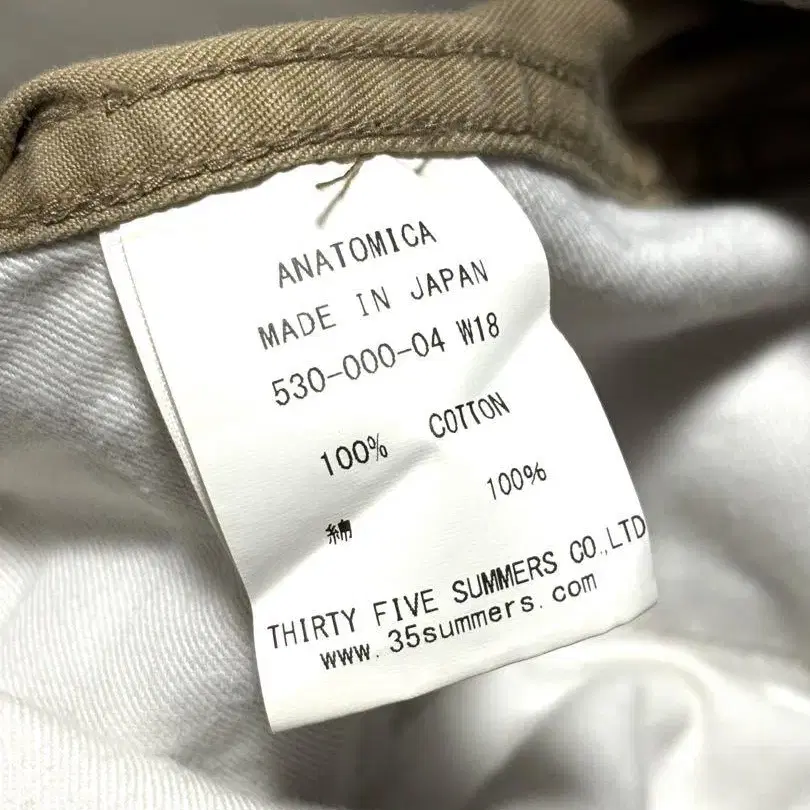 ANATOMICA
MADE IN JAPAN
530-000-04 W18
100% COTTON
綿 100%
THIRTY FIVE SUMMERS CO.,LTD
www.35summers.com